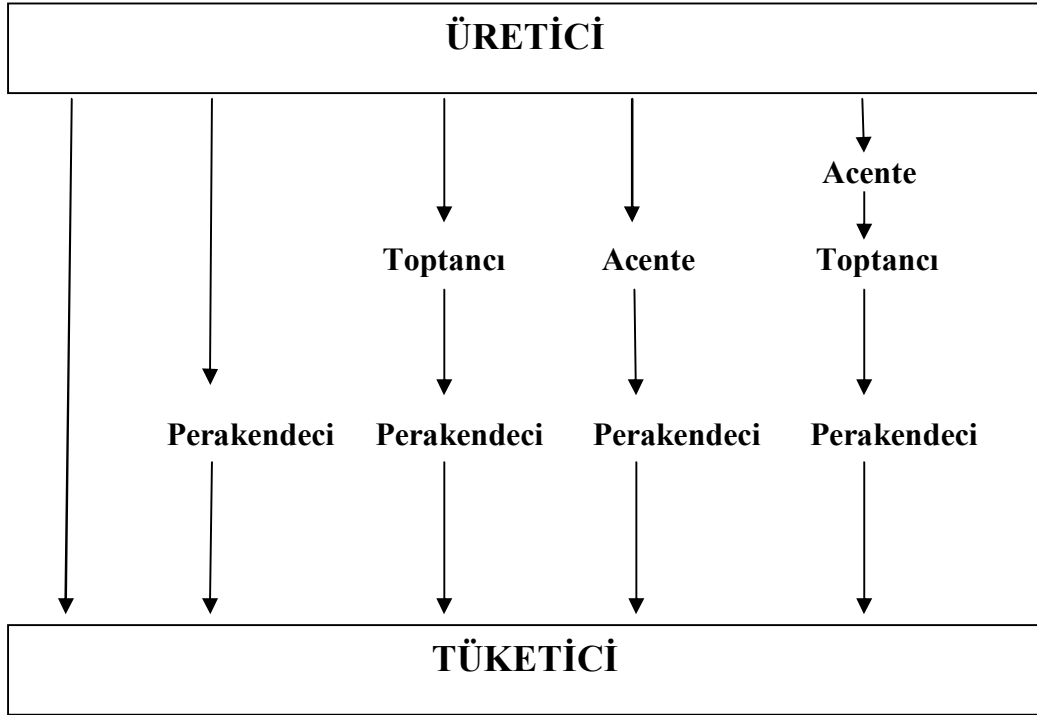 ÜRETİCİ
Acente
Toptancı Acente Toptancı
Perakendeci Perakendeci Perakendeci Perakendeci
TÜKETİCİ